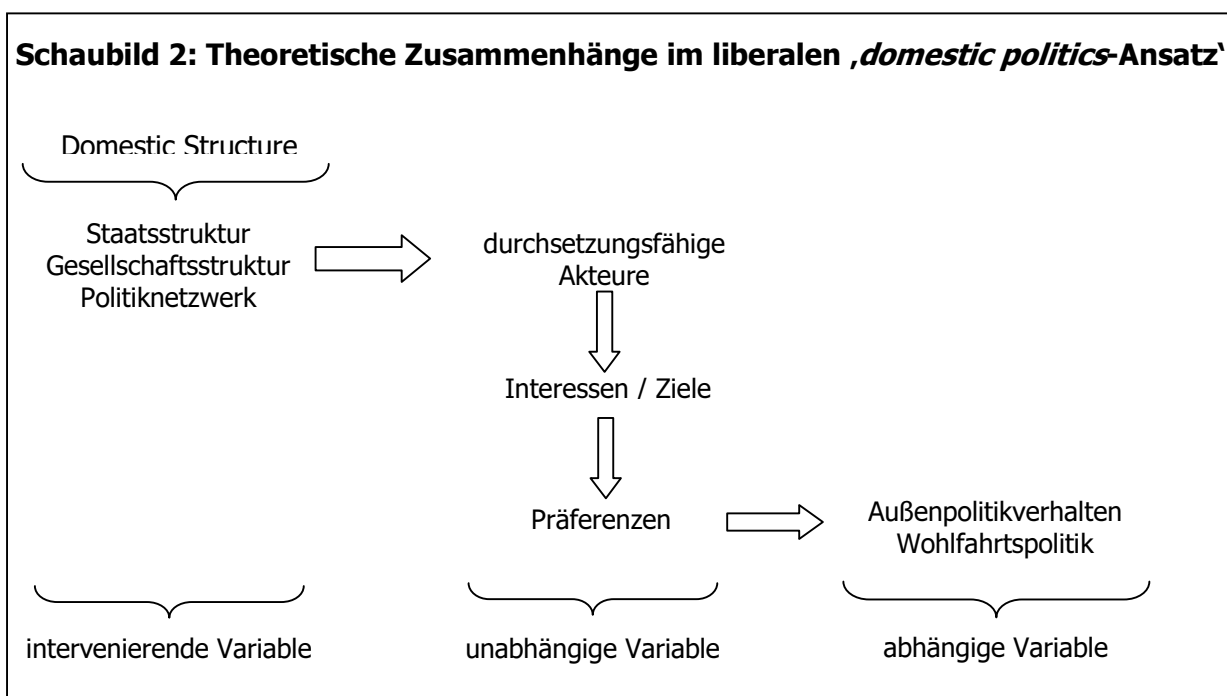 Schaubild 2: Theoretische Zusammenhänge im liberalen ‚domestic politics-Ansatz‘
Domestic Structure
Staatsstruktur
Gesellschaftsstruktur
Politiknetzwerk
durchsetzungsfähige
Akteure
Interessen / Ziele
Präferenzen
Außenpolitikverhalten
Wohlfahrtspolitik
intervenierende Variable
unabhängige Variable
abhängige Variable